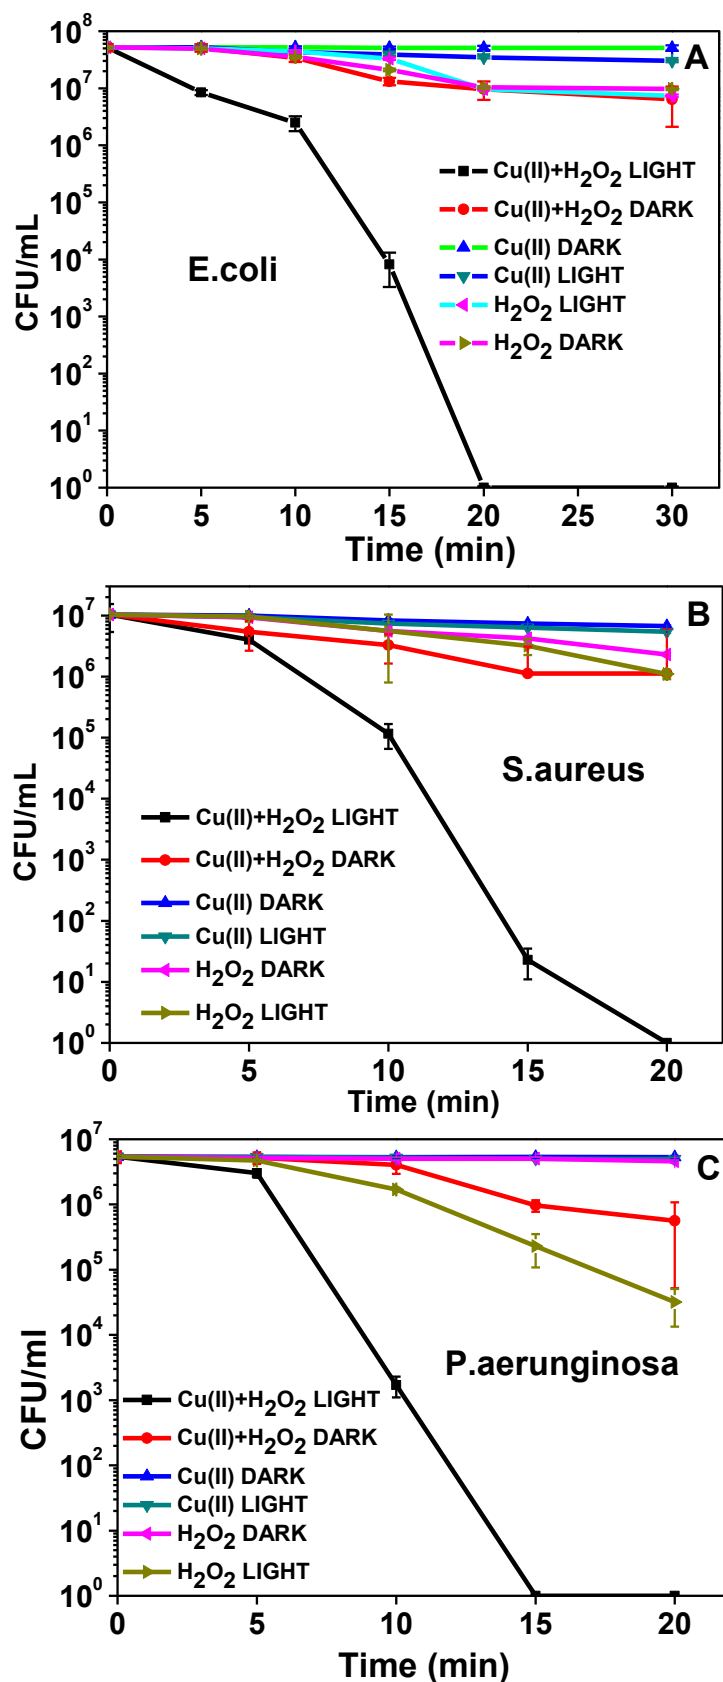 A
CFU/mL
10^8
10^7
10^6
10^5
10^4
10^3
10^2
10^1
10^0
E.coli
Cu(II)+H₂O₂ LIGHT
Cu(II)+H₂O₂ DARK
Cu(II) DARK
Cu(II) LIGHT
H₂O₂ LIGHT
H₂O₂ DARK
0 5 10 15 20 25 30
Time (min)
B
CFU/mL
10^7
10^6
10^5
10^4
10^3
10^2
10^1
10^0
S.aureus
Cu(II)+H₂O₂ LIGHT
Cu(II)+H₂O₂ DARK
Cu(II) DARK
Cu(II) LIGHT
H₂O₂ DARK
H₂O₂ LIGHT
0 5 10 15 20
Time (min)
C
CFU/ml
10^7
10^6
10^5
10^4
10^3
10^2
10^1
10^0
P.aerunginosa
Cu(II)+H₂O₂ LIGHT
Cu(II)+H₂O₂ DARK
Cu(II) DARK
Cu(II) LIGHT
H₂O₂ DARK
H₂O₂ LIGHT
0 5 10 15 20
Time (min)